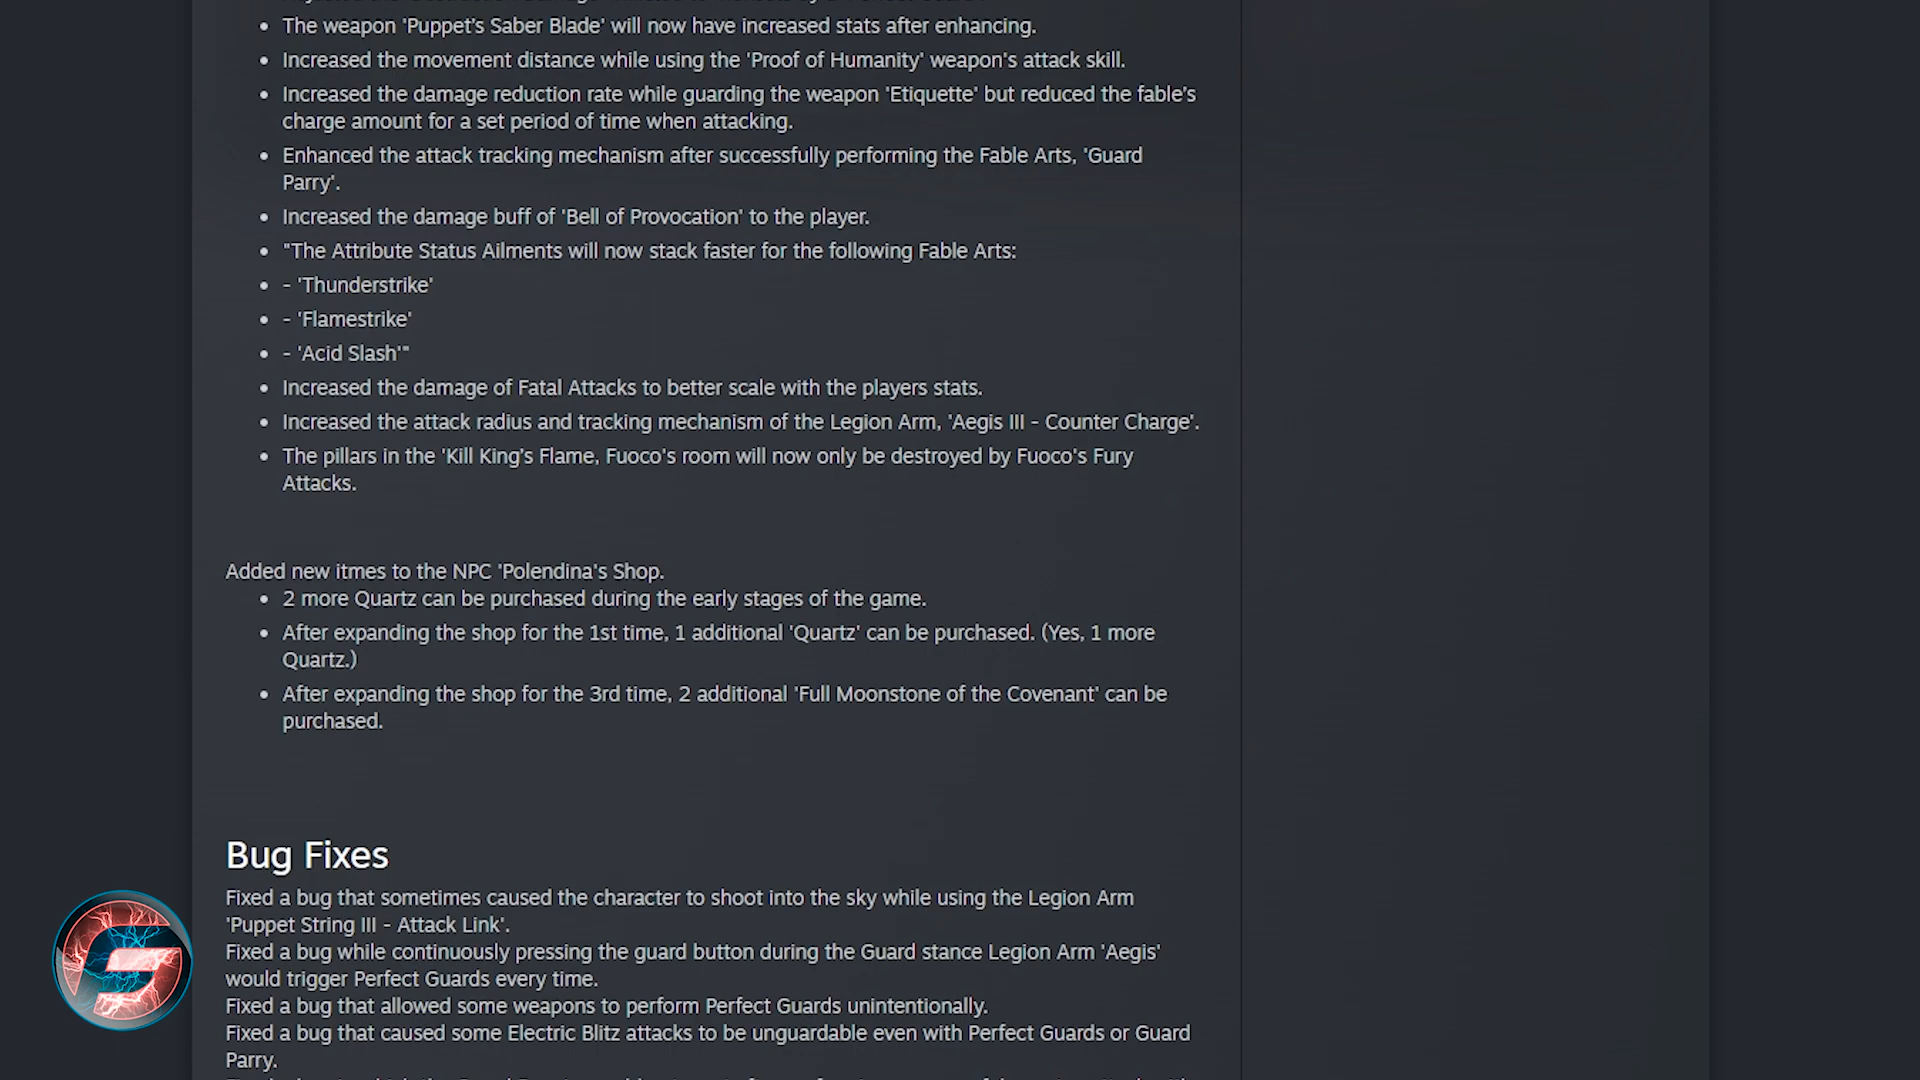 • The weapon 'Puppet's Saber Blade' will now have increased stats after enhancing.
• Increased the movement distance while using the 'Proof of Humanity' weapon's attack skill.
• Increased the damage reduction rate while guarding the weapon 'Etiquette' but reduced the fable's
charge amount for a set period of time when attacking.
• Enhanced the attack tracking mechanism after successfully performing the Fable Arts, 'Guard
Parry'.
• Increased the damage buff of 'Bell of Provocation' to the player.
• "The Attribute Status Ailments will now stack faster for the following Fable Arts:
• - 'Thunderstrike'
• - 'Flamestrike'
• - 'Acid Slash'"
• Increased the damage of Fatal Attacks to better scale with the players stats.
• Increased the attack radius and tracking mechanism of the Legion Arm, 'Aegis III - Counter Charge'.
• The pillars in the 'Kill King's Flame, Fuoco's room will now only be destroyed by Fuoco's Fury
Attacks.
Added new itmes to the NPC 'Polendina's Shop.
• 2 more Quartz can be purchased during the early stages of the game.
• After expanding the shop for the 1st time, 1 additional 'Quartz' can be purchased. (Yes, 1 more
Quartz.)
• After expanding the shop for the 3rd time, 2 additional 'Full Moonstone of the Covenant' can be
purchased.
Bug Fixes
Fixed a bug that sometimes caused the character to shoot into the sky while using the Legion Arm
'Puppet String III - Attack Link'.
Fixed a bug while continuously pressing the guard button during the Guard stance Legion Arm 'Aegis'
would trigger Perfect Guards every time.
Fixed a bug that allowed some weapons to perform Perfect Guards unintentionally.
Fixed a bug that caused some Electric Blitz attacks to be unguardable even with Perfect Guards or Guard
Parry.